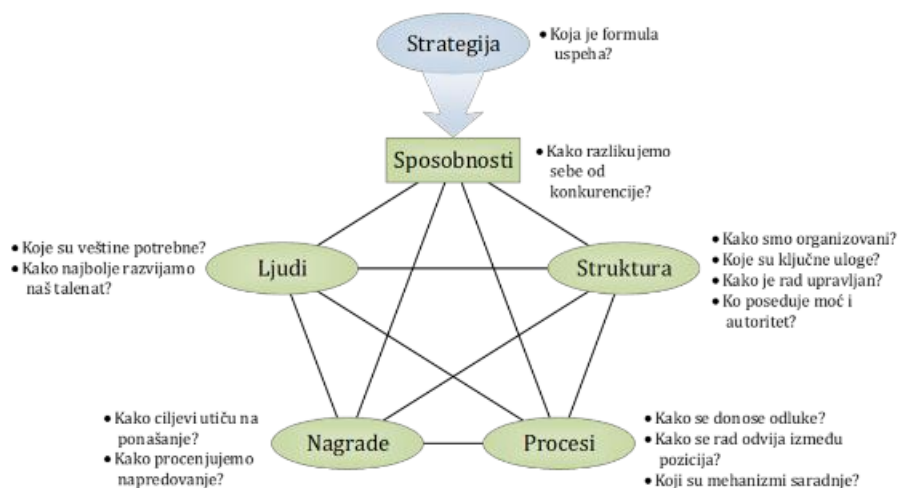 Strategija
• Koja je formula
uspeha?
Sposobnosti
• Kako razlikujemo
sebe od
konkurencije?
• Koje su veštine potrebne?
• Kako najbolje razvijamo
naš talenat?
Ljudi
Struktura
• Kako smo organizovani?
• Koje su ključne uloge?
• Kako je rad upravljan?
• Ko poseduje moć i
autoritet?
• Kako ciljevi utiču na
ponašanje?
• Kako procenjujemo
napredovanje?
Nagrade
Procesi
• Kako se donose odluke?
• Kako se rad odvija između
pozicija?
• Koji su mehanizmi saradnje?